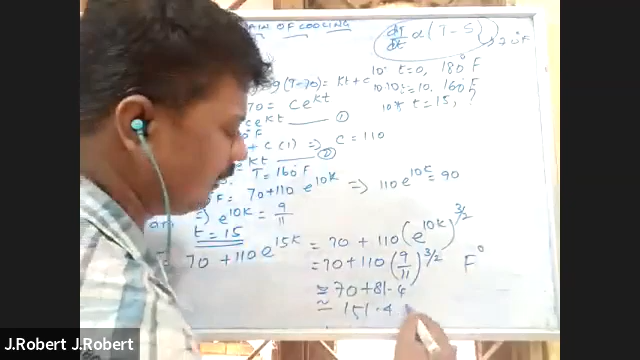 OF COOLING
dT/dt α (T - S)
70°F
10: t=0, 180°F
(T-70) = kt + c
10.10: t=10, 160°F
70 = ce^kt
10.15 t=15, ?
ce^kt ——— ①
+ c(1) ⇒ c = 110
e^kt ——— ②
T = 160°F
70+110 e^10k ⇒ 110 e^10k = 90
⇒ e^10k = 9/11
t = 15
70 + 110 e^15k = 70 + 110 (e^10k)^3/2
= 70 + 110 (9/11)^3/2 F°
≅ 70 + 81.4
≅ 151.4
J.Robert J.Robert